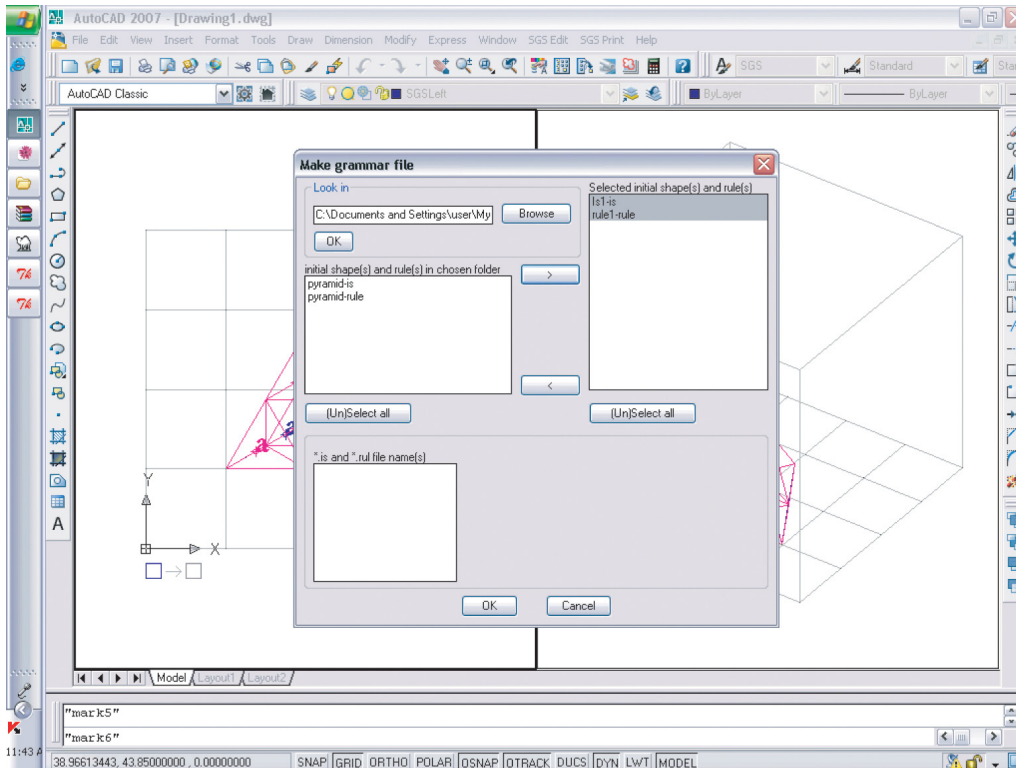 AutoCAD 2007 - [Drawing1.dwg]
File Edit View Insert Format Tools Draw Dimension Modify Express Window SGS Edit SGS Print Help
SGS Standard
AutoCAD Classic SGSLeft ByLayer ByLayer
Make grammar file
Look in
C:\Documents and Settings\user\My Browse
OK
Selected initial shape(s) and rule(s)
Is1-is
rule1-rule
initial shape(s) and rule(s) in chosen folder
pyramid-is
pyramid-rule
>
<
(Un)Select all (Un)Select all
*.is and *.rul file name(s)
OK Cancel
a
a
Y
X
A
Model Layout1 Layout2
"mark5"
"mark6"
11:43 A
38.96613443, 43.85000000 , 0.00000000 SNAP GRID ORTHO POLAR OSNAP OTRACK DUCS DYN LWT MODEL